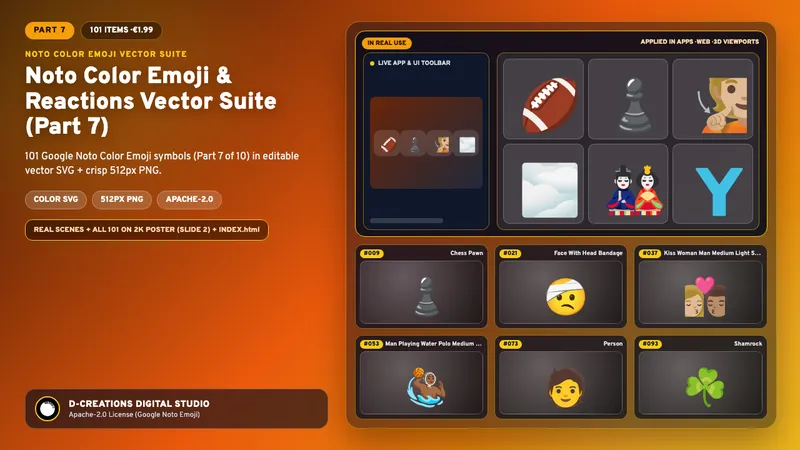 PART 7
101 ITEMS · €1.99
NOTO COLOR EMOJI VECTOR SUITE
Noto Color Emoji &
Reactions Vector Suite
(Part 7)
101 Google Noto Color Emoji symbols (Part 7 of 10) in editable
vector SVG + crisp 512px PNG.
COLOR SVG
512PX PNG
APACHE-2.0
REAL SCENES + ALL 101 ON 2K POSTER (SLIDE 2) + INDEX.html
D-CREATIONS DIGITAL STUDIO
Apache-2.0 License (Google Noto Emoji)
IN REAL USE
APPLIED IN APPS · WEB · 3D VIEWPORTS
LIVE APP & UI TOOLBAR
Y
#009
Chess Pawn
#021
Face With Head Bandage
#037
Kiss Woman Man Medium Light S...
#053
Man Playing Water Polo Medium ...
#073
Person
#093
Shamrock